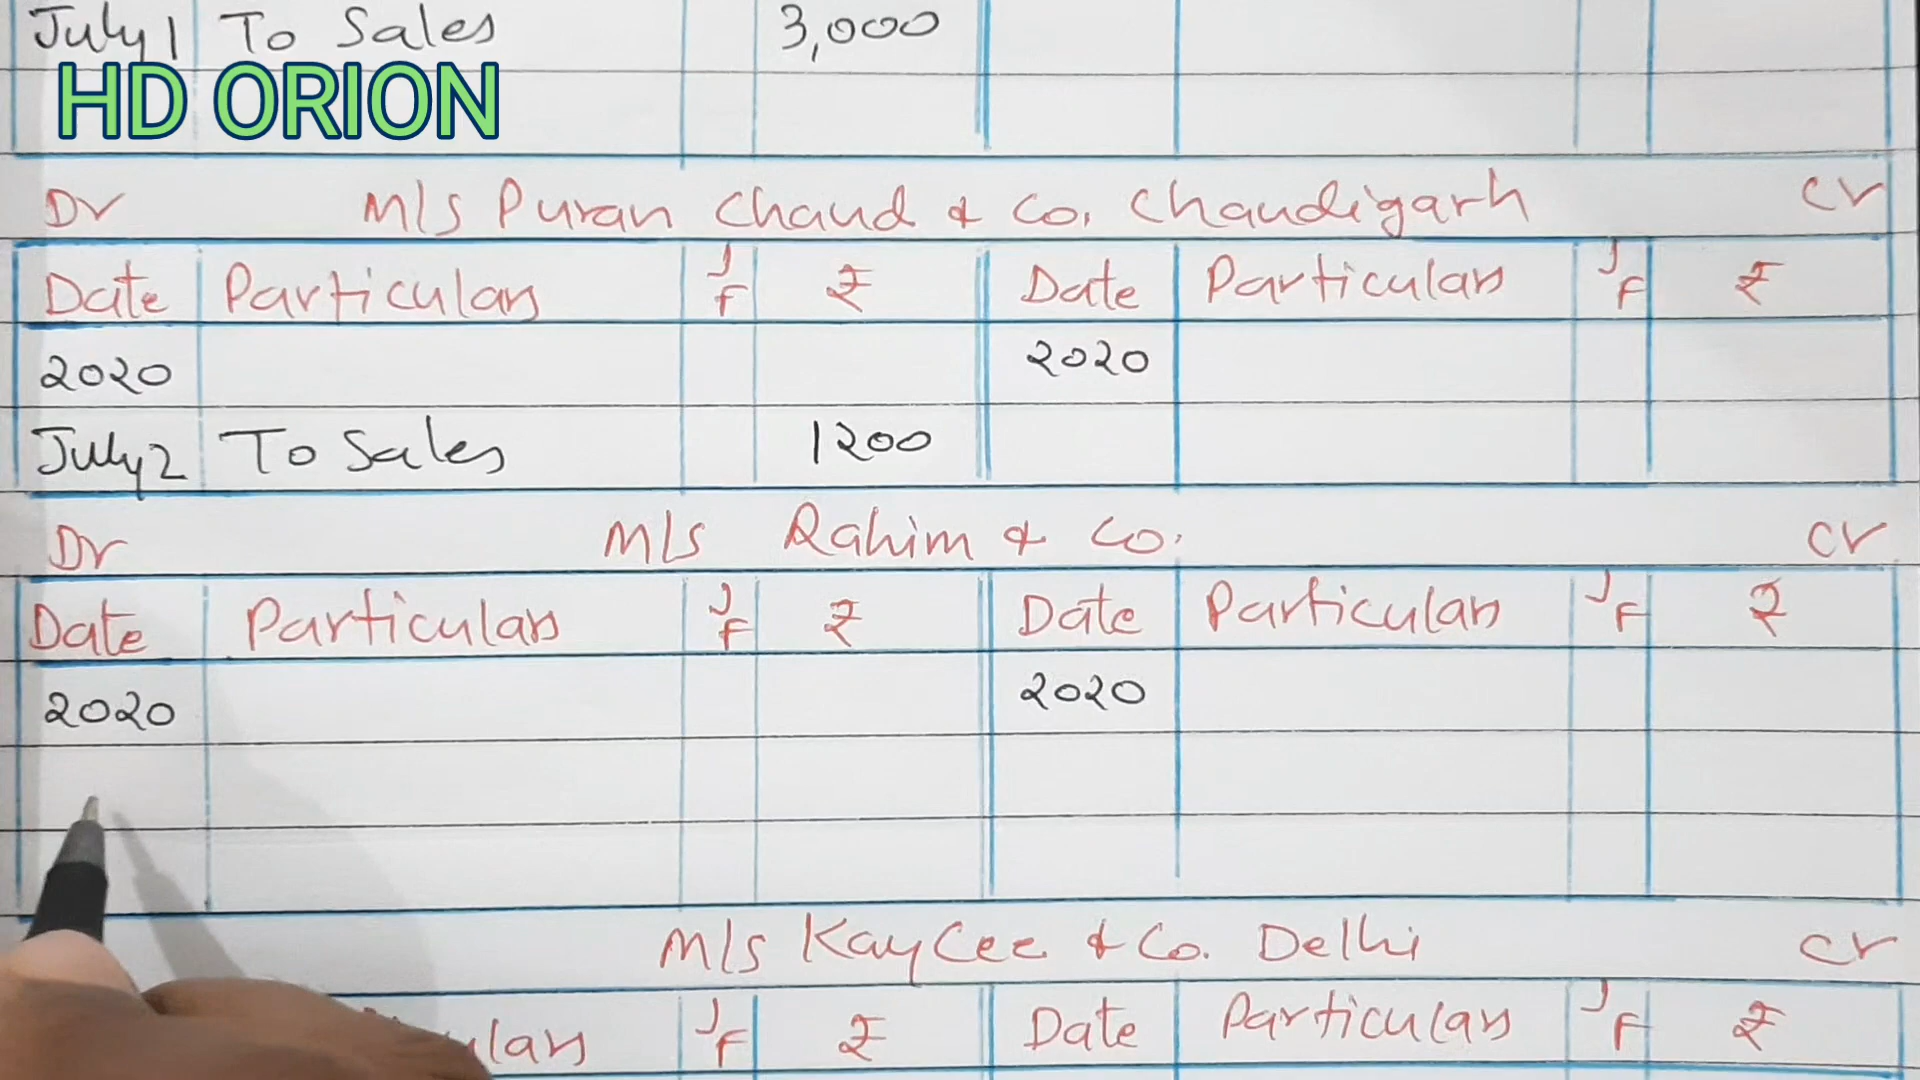 July 1 To Sales 3,000
HD ORION
Dr M/S Puran Chand & Co. Chandigarh Cr
Date Particulars J F ₹ Date Particulars J F ₹
2020 2020
July 2 To Sales 1200
Dr M/S Rahim & Co. Cr
Date Particulars J F ₹ Date Particulars J F ₹
2020 2020
M/S KayCee & Co. Delhi Cr
J F ₹ Date Particulars J F ₹